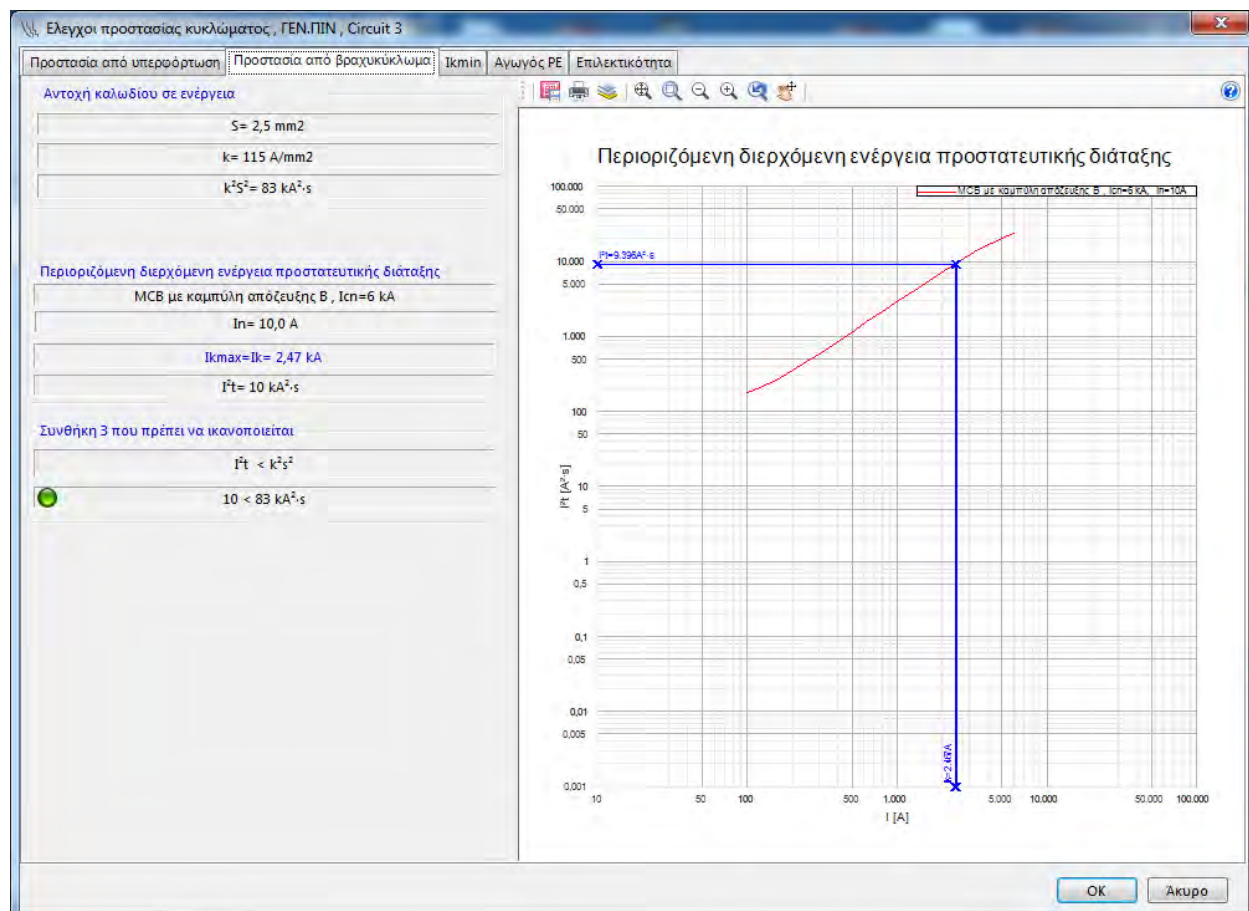 Ελεγχοι προστασίας κυκλώματος , ΓΕΝ.ΠΙΝ , Circuit 3
Προστασία από υπερφόρτωση Προστασία από βραχυκύκλωμα Ikmin Αγωγός PE Επιλεκτικότητα
Αντοχή καλωδίου σε ενέργεια
S= 2,5 mm2
k= 115 A/mm2
k²S²= 83 kA²·s
Περιοριζόμενη διερχόμενη ενέργεια προστατευτικής διάταξης
MCB με καμπύλη απόζευξης B , Icn=6 kA
In= 10,0 A
Ikmax=Ik= 2,47 kA
I²t= 10 kA²·s
Συνθήκη 3 που πρέπει να ικανοποιείται
I²t < k²s²
10 < 83 kA²·s
Περιοριζόμενη διερχόμενη ενέργεια προστατευτικής διάταξης
MCB με καμπύλη απόζευξης B , Icn=6 kA, In=10A
I²t=9.396A²·s
100.000
50.000
10.000
5.000
1.000
500
100
50
10
5
1
0,5
0,1
0,05
0,01
0,005
0,001
I²t [A²·s]
10 50 100 500 1.000 5.000 10.000 50.000 100.000
I [A]
OK Άκυρο